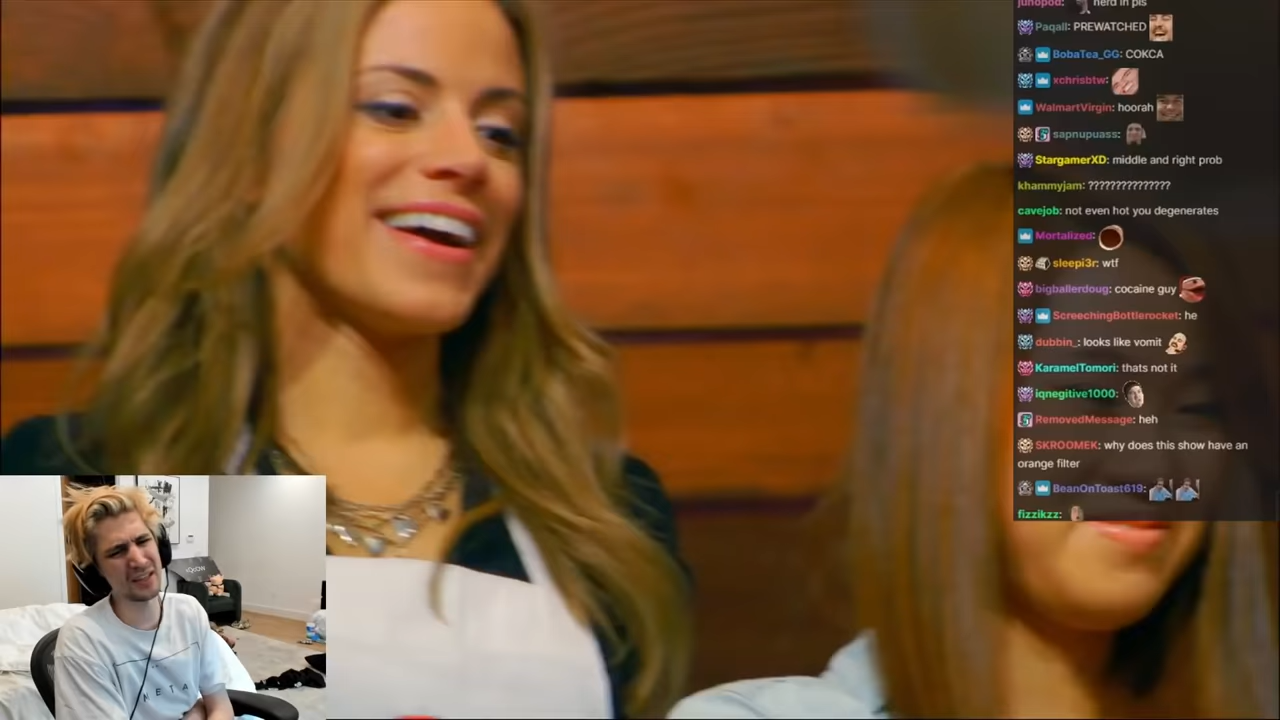 junopod: nerd in pls
Paqall: PREWATCHED
BobaTea_GG: COKCA
xchrisbtw:
WalmartVirgin: hoorah
sapnupuass:
StargamerXD: middle and right prob
khammyjam: ???????????????
cavejob: not even hot you degenerates
Mortalized:
sleepi3r: wtf
bigballerdoug: cocaine guy
ScreechingBottlerocket: he
dubbin_: looks like vomit
KaramelTomori: thats not it
iqnegitive1000:
RemovedMessage: heh
SKROOMEK: why does this show have an
orange filter
BeanOnToast619:
fizzikzz:
META